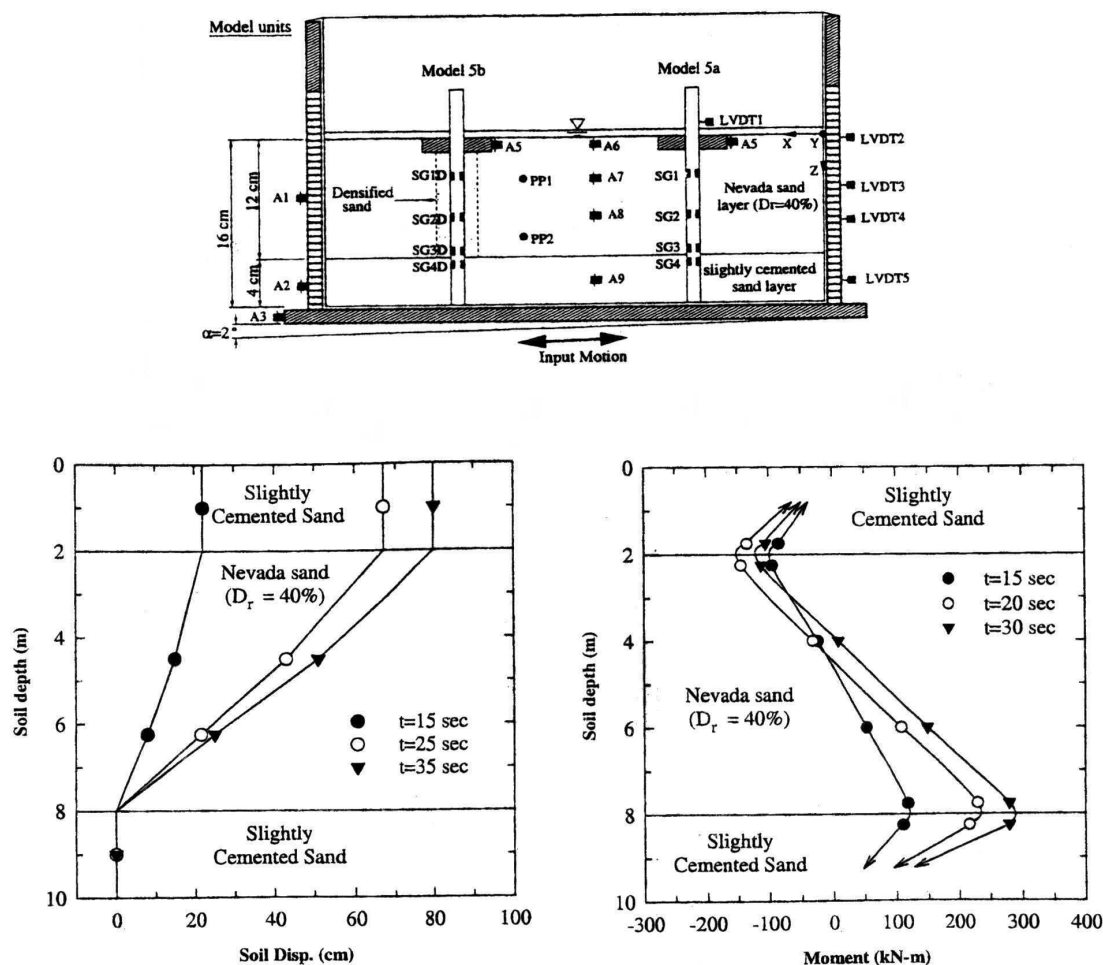 Model units
Model 5b
Model 5a
LVDT1
LVDT2
A5
A6
A5
X
Y
Z
SG1D
PP1
A7
SG1
Nevada sand
layer (Dr=40%)
LVDT3
A1
16 cm
12 cm
Densified
sand
SG2D
A8
SG2
LVDT4
SG3D
PP2
SG3
SG4D
SG4
A2
4 cm
A9
slightly cemented
sand layer
LVDT5
A3
α=2°
Input Motion
0
2
4
6
8
10
Soil depth (m)
Slightly
Cemented Sand
Nevada sand
(Dr = 40%)
t=15 sec
t=25 sec
t=35 sec
Slightly
Cemented Sand
0 20 40 60 80 100
Soil Disp. (cm)
0
2
4
6
8
10
Soil depth (m)
Slightly
Cemented Sand
t=15 sec
t=20 sec
t=30 sec
Nevada sand
(Dr = 40%)
Slightly
Cemented Sand
-300 -200 -100 0 100 200 300 400
Moment (kN-m)